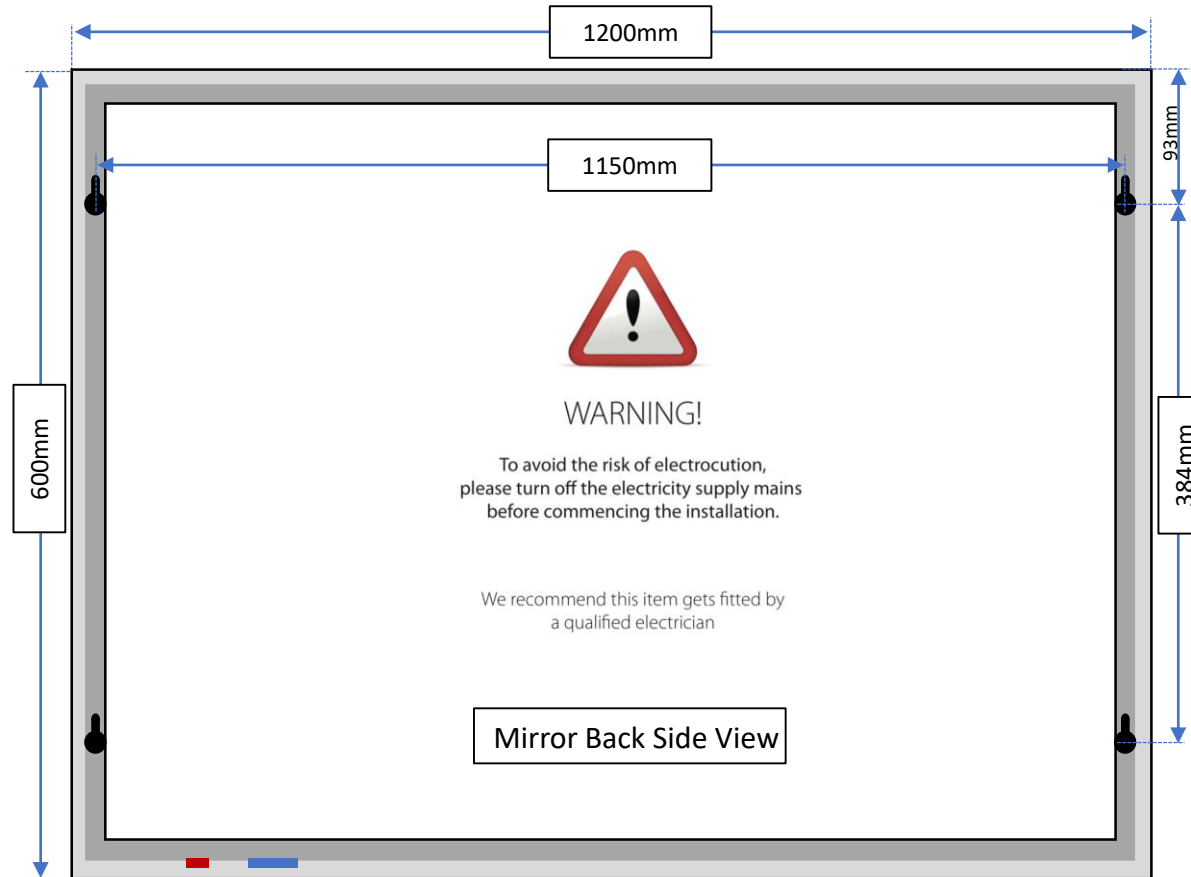 1200mm
93mm
1150mm
600mm
384mm
WARNING!
To avoid the risk of electrocution,
please turn off the electricity supply mains
before commencing the installation.
We recommend this item gets fitted by
a qualified electrician
Mirror Back Side View